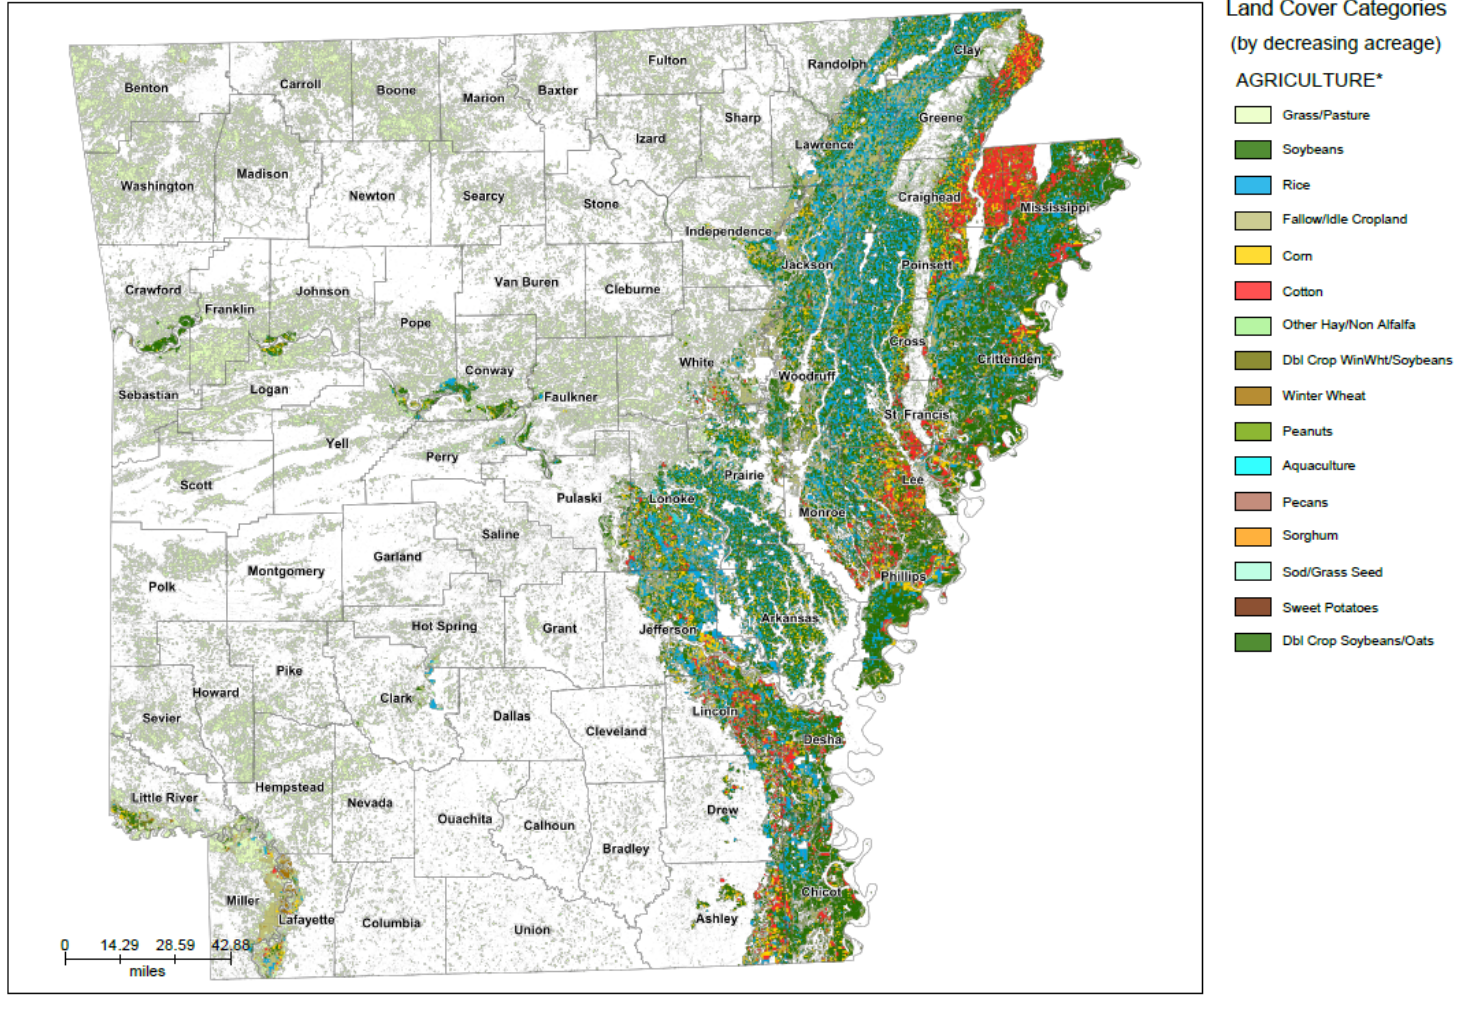 Land Cover Categories
(by decreasing acreage)
AGRICULTURE*
Grass/Pasture
Soybeans
Rice
Fallow/Idle Cropland
Corn
Cotton
Other Hay/Non Alfalfa
Dbl Crop WinWht/Soybeans
Winter Wheat
Peanuts
Aquaculture
Pecans
Sorghum
Sod/Grass Seed
Sweet Potatoes
Dbl Crop Soybeans/Oats
Benton
Carroll
Boone
Marion
Baxter
Fulton
Randolph
Clay
Sharp
Greene
Izard
Lawrence
Washington
Madison
Newton
Searcy
Stone
Craighead
Mississippi
Independence
Jackson
Poinsett
Crawford
Franklin
Johnson
Van Buren
Cleburne
Pope
Cross
Crittenden
White
Woodruff
Conway
Faulkner
Sebastian
Logan
St. Francis
Yell
Perry
Prairie
Lee
Scott
Pulaski
Lonoke
Monroe
Saline
Garland
Montgomery
Polk
Phillips
Hot Spring
Grant
Jefferson
Arkansas
Pike
Howard
Clark
Sevier
Dallas
Cleveland
Lincoln
Desha
Hempstead
Little River
Nevada
Ouachita
Calhoun
Drew
Bradley
Miller
Lafayette
Columbia
Union
Ashley
Chicot
0 14.29 28.59 42.88
miles